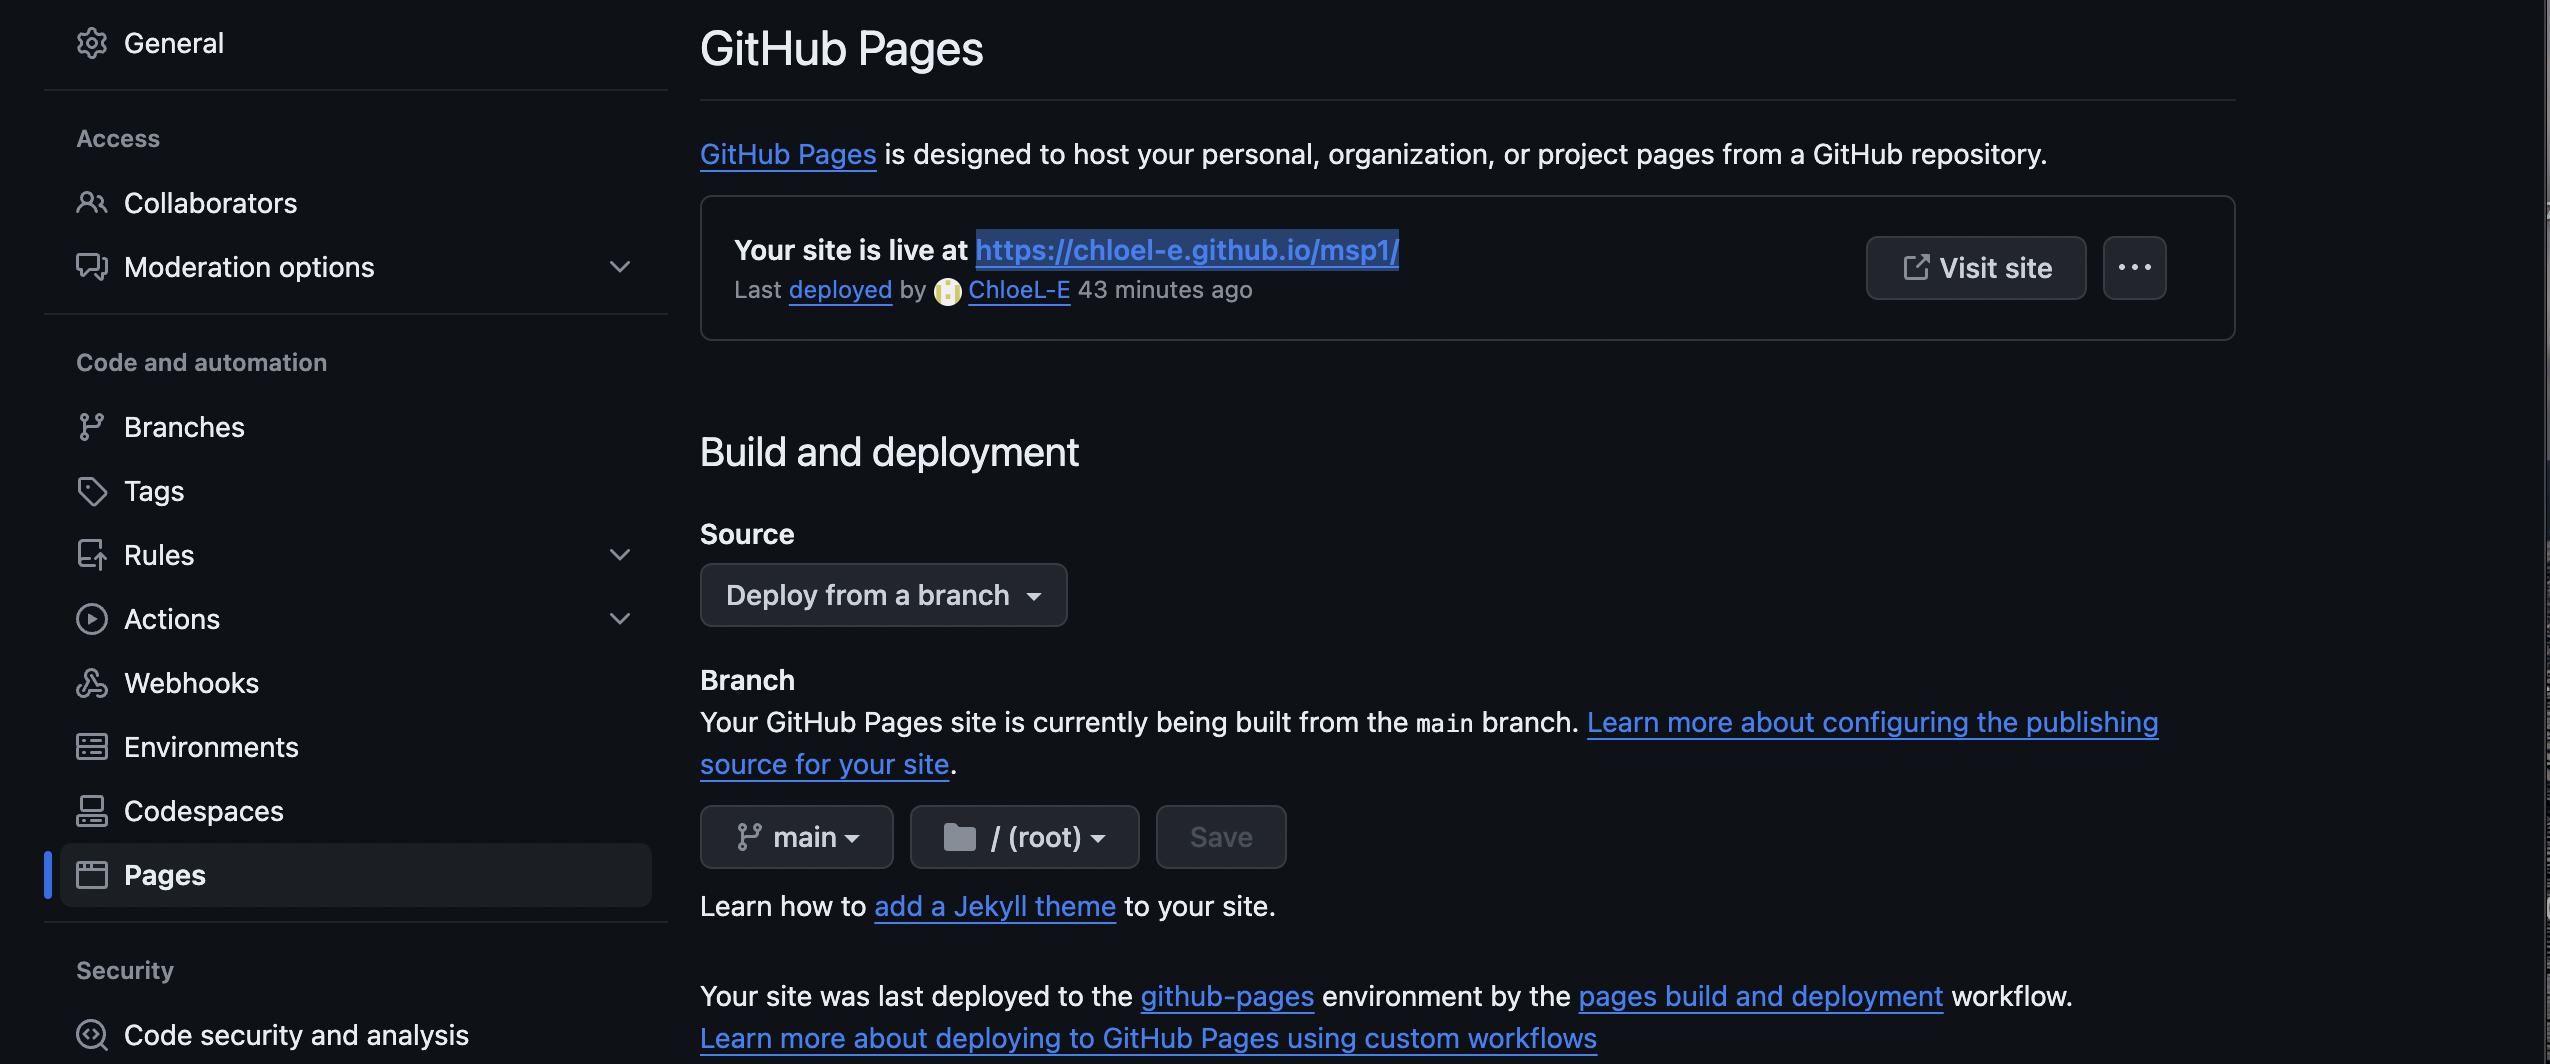 General
Access
Collaborators
Moderation options
Code and automation
Branches
Tags
Rules
Actions
Webhooks
Environments
Codespaces
Pages
Security
Code security and analysis
GitHub Pages
GitHub Pages is designed to host your personal, organization, or project pages from a GitHub repository.
Your site is live at https://chloel-e.github.io/msp1/
Last deployed by ChloeL-E 43 minutes ago
Visit site
Build and deployment
Source
Deploy from a branch
Branch
Your GitHub Pages site is currently being built from the main branch. Learn more about configuring the publishing
source for your site.
main
/ (root)
Save
Learn how to add a Jekyll theme to your site.
Your site was last deployed to the github-pages environment by the pages build and deployment workflow.
Learn more about deploying to GitHub Pages using custom workflows